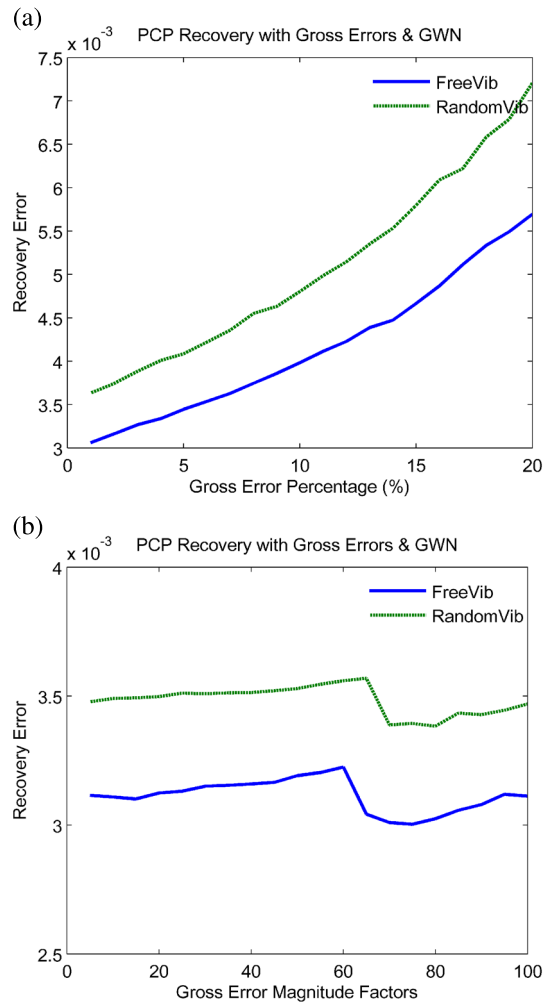 (a)
PCP Recovery with Gross Errors & GWN
x 10⁻³
7.5
7
6.5
6
5.5
5
4.5
4
3.5
3
Recovery Error
FreeVib
RandomVib
0 5 10 15 20
Gross Error Percentage (%)
(b)
PCP Recovery with Gross Errors & GWN
x 10⁻³
4
3.5
3
2.5
Recovery Error
FreeVib
RandomVib
0 20 40 60 80 100
Gross Error Magnitude Factors